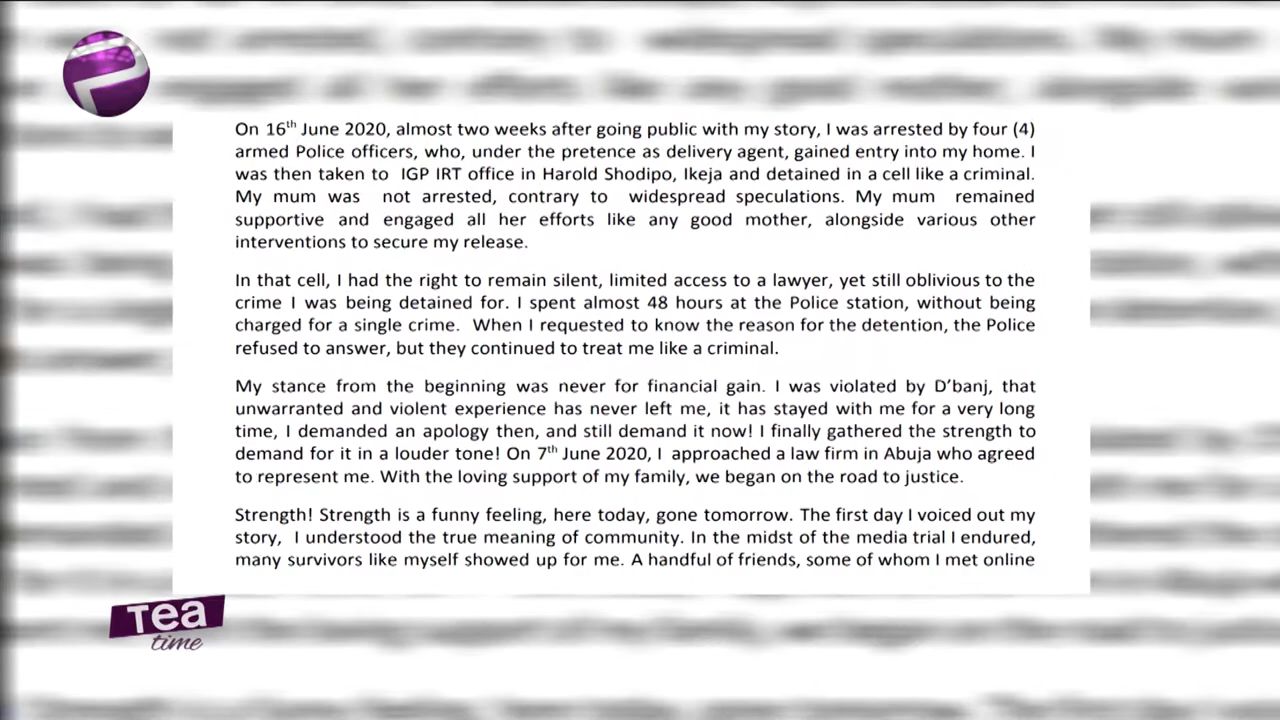 On 16th June 2020, almost two weeks after going public with my story, I was arrested by four (4)
armed Police officers, who, under the pretence as delivery agent, gained entry into my home. I
was then taken to IGP IRT office in Harold Shodipo, Ikeja and detained in a cell like a criminal.
My mum was not arrested, contrary to widespread speculations. My mum remained
supportive and engaged all her efforts like any good mother, alongside various other
interventions to secure my release.
In that cell, I had the right to remain silent, limited access to a lawyer, yet still oblivious to the
crime I was being detained for. I spent almost 48 hours at the Police station, without being
charged for a single crime. When I requested to know the reason for the detention, the Police
refused to answer, but they continued to treat me like a criminal.
My stance from the beginning was never for financial gain. I was violated by D’banj, that
unwarranted and violent experience has never left me, it has stayed with me for a very long
time, I demanded an apology then, and still demand it now! I finally gathered the strength to
demand for it in a louder tone! On 7th June 2020, I approached a law firm in Abuja who agreed
to represent me. With the loving support of my family, we began on the road to justice.
Strength! Strength is a funny feeling, here today, gone tomorrow. The first day I voiced out my
story, I understood the true meaning of community. In the midst of the media trial I endured,
many survivors like myself showed up for me. A handful of friends, some of whom I met online
Tea
time